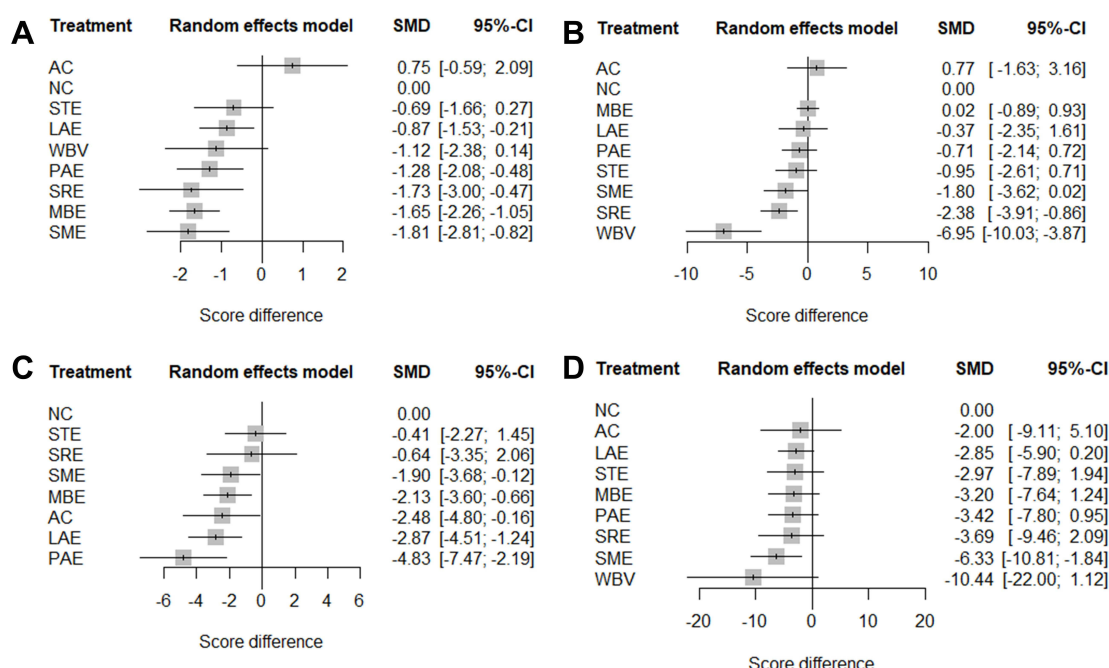 A Treatment Random effects model SMD 95%-CI
AC 0.75 [-0.59; 2.09]
NC 0.00
STE -0.69 [-1.66; 0.27]
LAE -0.87 [-1.53; -0.21]
WBV -1.12 [-2.38; 0.14]
PAE -1.28 [-2.08; -0.48]
SRE -1.73 [-3.00; -0.47]
MBE -1.65 [-2.26; -1.05]
SME -1.81 [-2.81; -0.82]
-2 -1 0 1 2
Score difference
B Treatment Random effects model SMD 95%-CI
AC 0.77 [ -1.63; 3.16]
NC 0.00
MBE 0.02 [ -0.89; 0.93]
LAE -0.37 [ -2.35; 1.61]
PAE -0.71 [ -2.14; 0.72]
STE -0.95 [ -2.61; 0.71]
SME -1.80 [ -3.62; 0.02]
SRE -2.38 [ -3.91; -0.86]
WBV -6.95 [-10.03; -3.87]
-10 -5 0 5 10
Score difference
C Treatment Random effects model SMD 95%-CI
NC 0.00
STE -0.41 [-2.27; 1.45]
SRE -0.64 [-3.35; 2.06]
SME -1.90 [-3.68; -0.12]
MBE -2.13 [-3.60; -0.66]
AC -2.48 [-4.80; -0.16]
LAE -2.87 [-4.51; -1.24]
PAE -4.83 [-7.47; -2.19]
-6 -4 -2 0 2 4 6
Score difference
D Treatment Random effects model SMD 95%-CI
NC 0.00
AC -2.00 [ -9.11; 5.10]
LAE -2.85 [ -5.90; 0.20]
STE -2.97 [ -7.89; 1.94]
MBE -3.20 [ -7.64; 1.24]
PAE -3.42 [ -7.80; 0.95]
SRE -3.69 [ -9.46; 2.09]
SME -6.33 [-10.81; -1.84]
WBV -10.44 [-22.00; 1.12]
-20 -10 0 10 20
Score difference